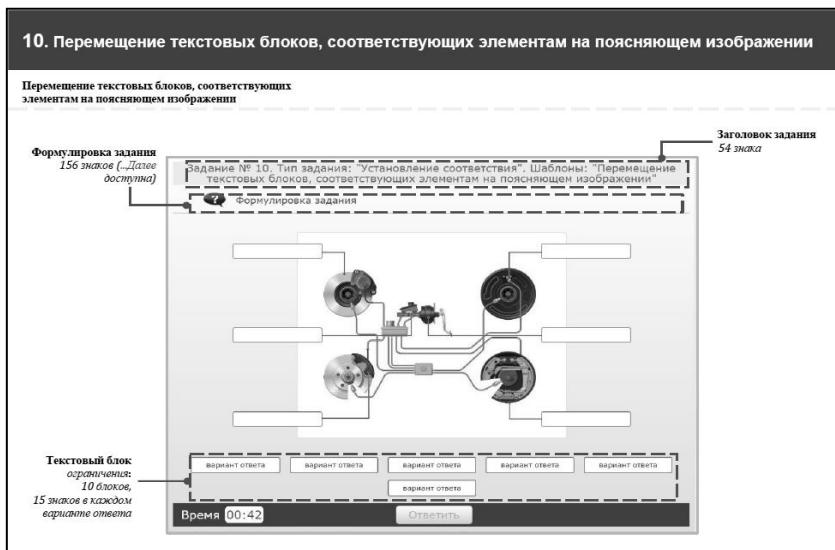 10. Перемещение текстовых блоков, соответствующих элементам на поясняющем изображении
Перемещение текстовых блоков, соответствующих
элементам на поясняющем изображении
Заголовок задания
54 знака
Формулировка задания
156 знаков (...Далее
доступна)
Задание № 10. Тип задания: "Установление соответствия". Шаблоны: "Перемещение
текстовых блоков, соответствующих элементам на поясняющем изображении"
? Формулировка задания
Текстовый блок
ограничения:
10 блоков,
15 знаков в каждом
варианте ответа
вариант ответа вариант ответа вариант ответа вариант ответа вариант ответа
вариант ответа
Время 00:42 Ответить